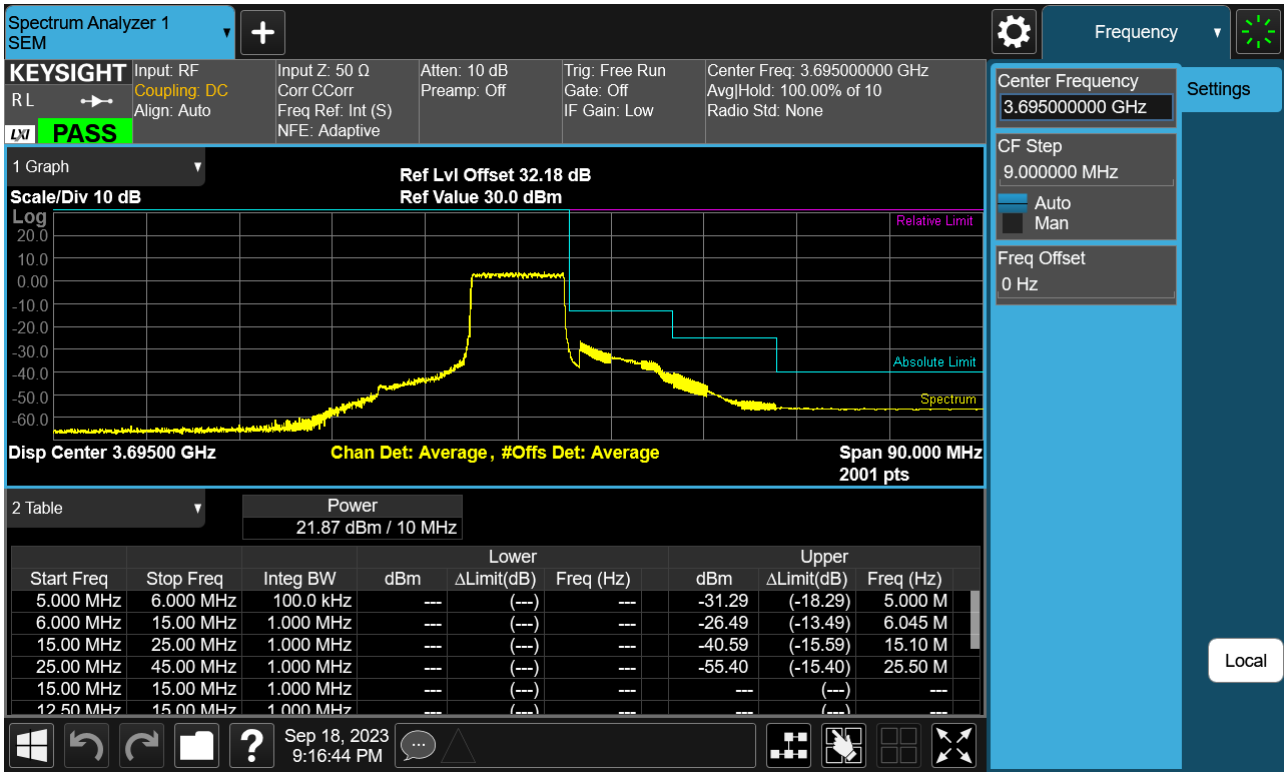 Spectrum Analyzer 1
SEM
Frequency
KEYSIGHT
R L
LXI
PASS
Input: RF
Coupling: DC
Align: Auto
Input Z: 50 Ω
Corr CCorr
Freq Ref: Int (S)
NFE: Adaptive
Atten: 10 dB
Preamp: Off
Trig: Free Run
Gate: Off
IF Gain: Low
Center Freq: 3.695000000 GHz
Avg|Hold: 100.00% of 10
Radio Std: None
Center Frequency
3.695000000 GHz
Settings
CF Step
9.000000 MHz
Auto
Man
Freq Offset
0 Hz
Local
1 Graph
Scale/Div 10 dB
Ref Lvl Offset 32.18 dB
Ref Value 30.0 dBm
Log
20.0
10.0
0.00
-10.0
-20.0
-30.0
-40.0
-50.0
-60.0
Relative Limit
Absolute Limit
Spectrum
Disp Center 3.69500 GHz
Chan Det: Average , #Offs Det: Average
Span 90.000 MHz
2001 pts
2 Table
Power
21.87 dBm / 10 MHz
Lower Upper
Start Freq Stop Freq Integ BW dBm ΔLimit(dB) Freq (Hz) dBm ΔLimit(dB) Freq (Hz)
5.000 MHz 6.000 MHz 100.0 kHz --- (---) --- -31.29 (-18.29) 5.000 M
6.000 MHz 15.00 MHz 1.000 MHz --- (---) --- -26.49 (-13.49) 6.045 M
15.00 MHz 25.00 MHz 1.000 MHz --- (---) --- -40.59 (-15.59) 15.10 M
25.00 MHz 45.00 MHz 1.000 MHz --- (---) --- -55.40 (-15.40) 25.50 M
15.00 MHz 15.00 MHz 1.000 MHz --- (---) --- --- (---) ---
12.50 MHz 15.00 MHz 1.000 MHz --- (---) --- --- (---) ---
?
Sep 18, 2023
9:16:44 PM